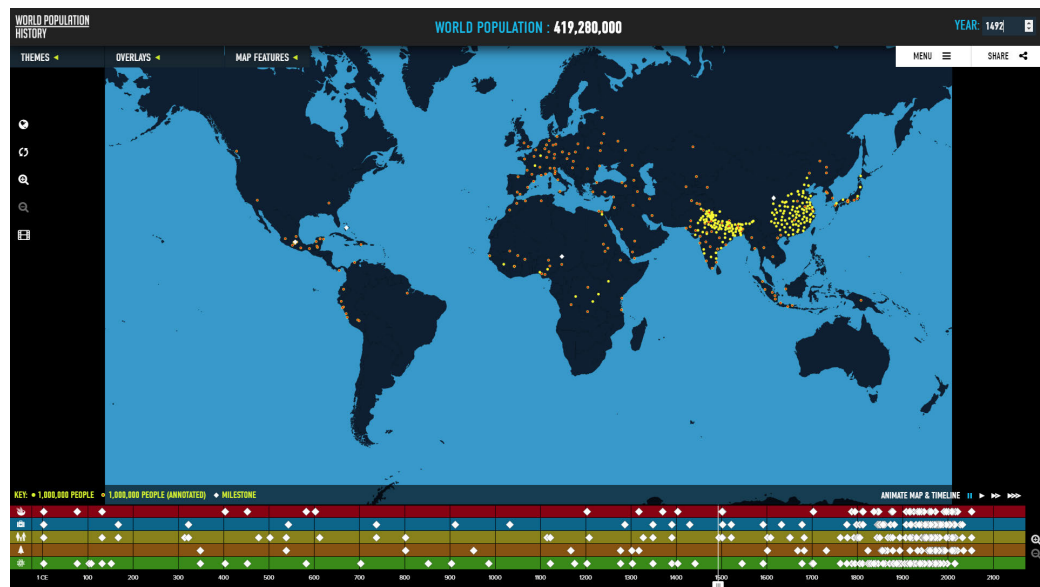 WORLD POPULATION
HISTORY
WORLD POPULATION : 419,280,000
YEAR: 1492
THEMES
OVERLAYS
MAP FEATURES
MENU
SHARE
KEY: 1,000,000 PEOPLE 1,000,000 PEOPLE (ANNOTATED) MILESTONE
ANIMATE MAP & TIMELINE
1 CE 100 200 300 400 500 600 700 800 900 1000 1100 1200 1300 1400 1500 1600 1700 1800 1900 2000 2100